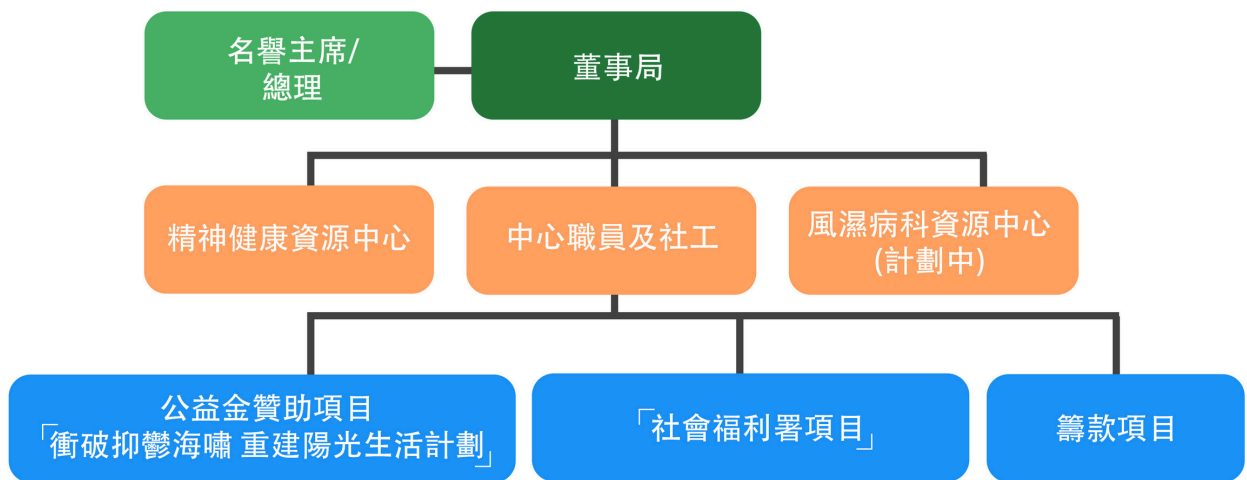 名譽主席/
總理
董事局
精神健康資源中心
中心職員及社工
風濕病科資源中心
(計劃中)
公益金贊助項目
「衝破抑鬱海嘯 重建陽光生活計劃」
「社會福利署項目」
籌款項目